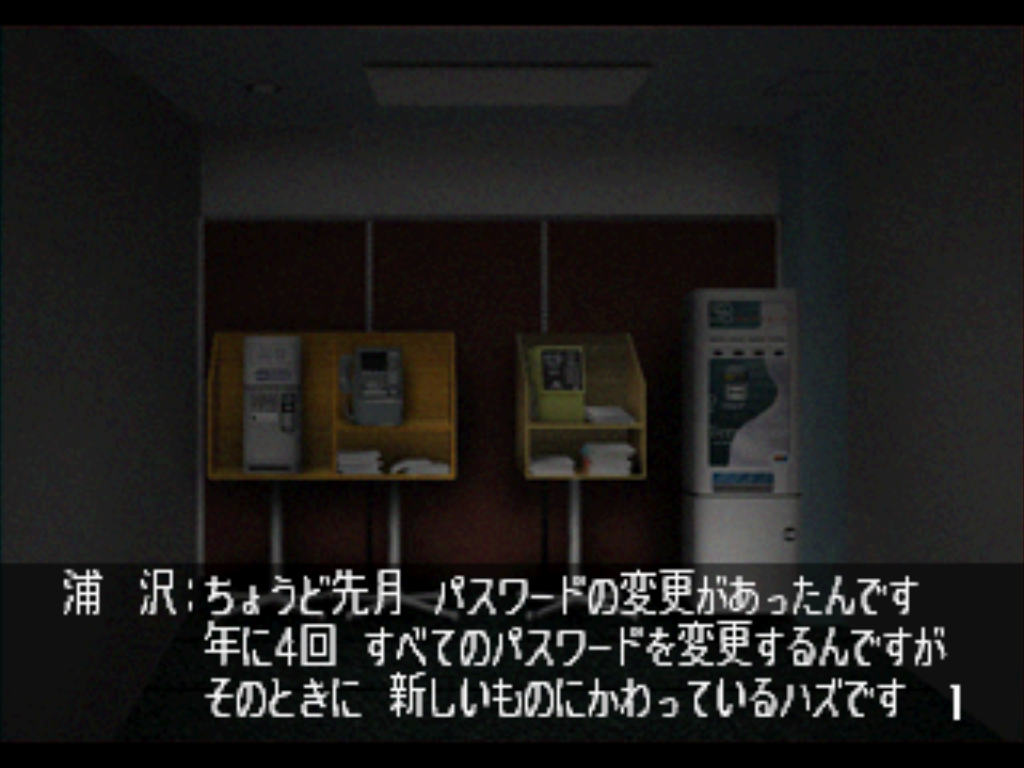 浦　沢：ちょうど先月　パスワードの変更があったんです
年に4回　すべてのパスワードを変更するんですが
そのときに　新しいものにかわっているハズです　1